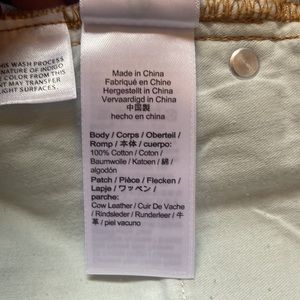 HIS WASH PROCESS
NATURE OF INDIGO
COLOR FROM THIS
MAY TRANSFER
LIGHT SURFACES.
Made in China
Fabriqué en Chine
Hergestellt in China
Vervaardigd in China
中国製
hecho en china
Body / Corps / Oberteil /
Romp / 本体 / cuerpo:
100% Cotton / Coton /
Baumwolle / Katoen / 綿 /
algodón
Patch / Pièce / Flecken /
Lapje / ワッペン /
parche:
Cow Leather / Cuir De Vache
/ Rindsleder / Runderleer / 牛
革 / piel vacuno